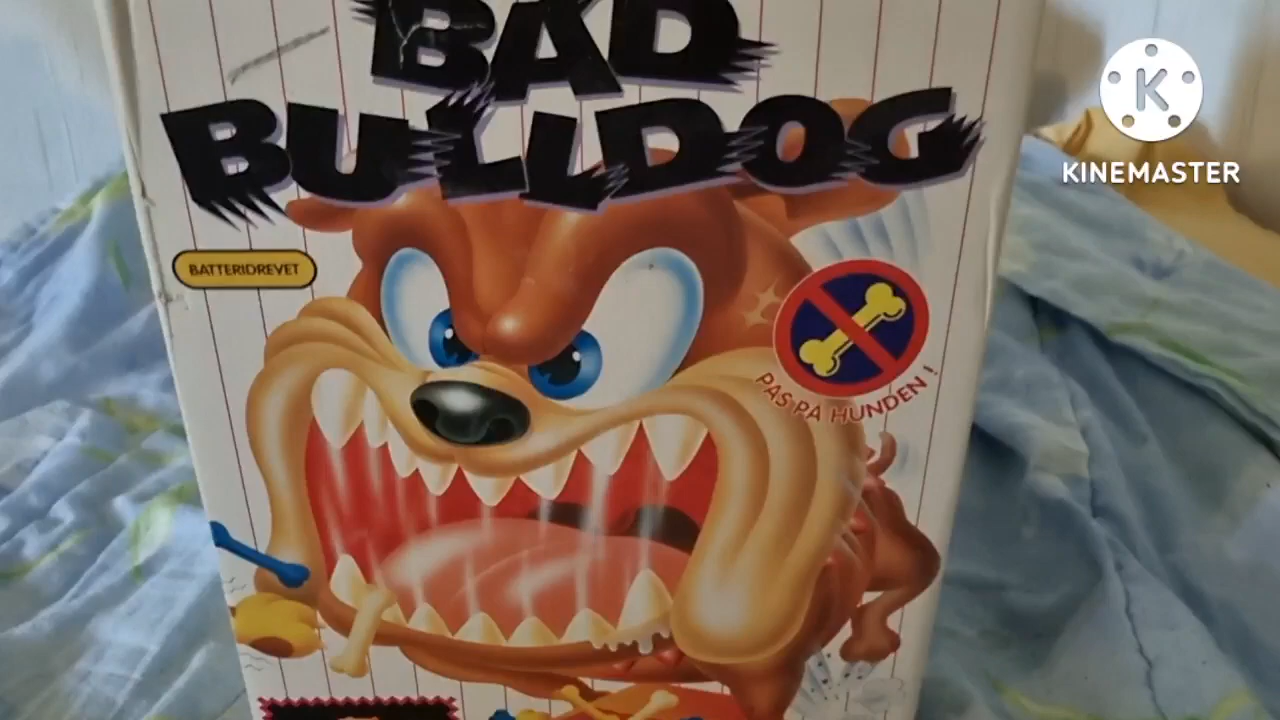 BAD
BULLDOG
BATTERIDREVET
PAS PÅ HUNDEN !
K
KINEMASTER